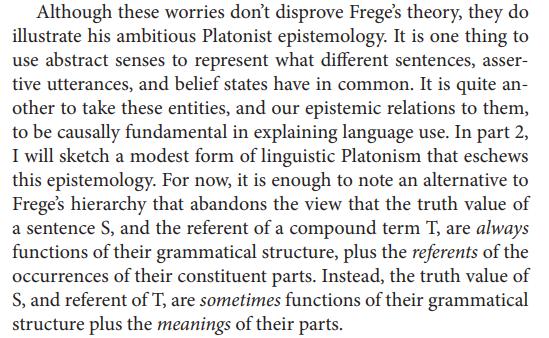 Although these worries don't disprove Frege's theory, they do
illustrate his ambitious Platonist epistemology. It is one thing to
use abstract senses to represent what different sentences, asser-
tive utterances, and belief states have in common. It is quite an-
other to take these entities, and our epistemic relations to them,
to be causally fundamental in explaining language use. In part 2,
I will sketch a modest form of linguistic Platonism that eschews
this epistemology. For now, it is enough to note an alternative to
Frege's hierarchy that abandons the view that the truth value of
a sentence S, and the referent of a compound term T, are always
functions of their grammatical structure, plus the referents of the
occurrences of their constituent parts. Instead, the truth value of
S, and referent of T, are sometimes functions of their grammatical
structure plus the meanings of their parts.